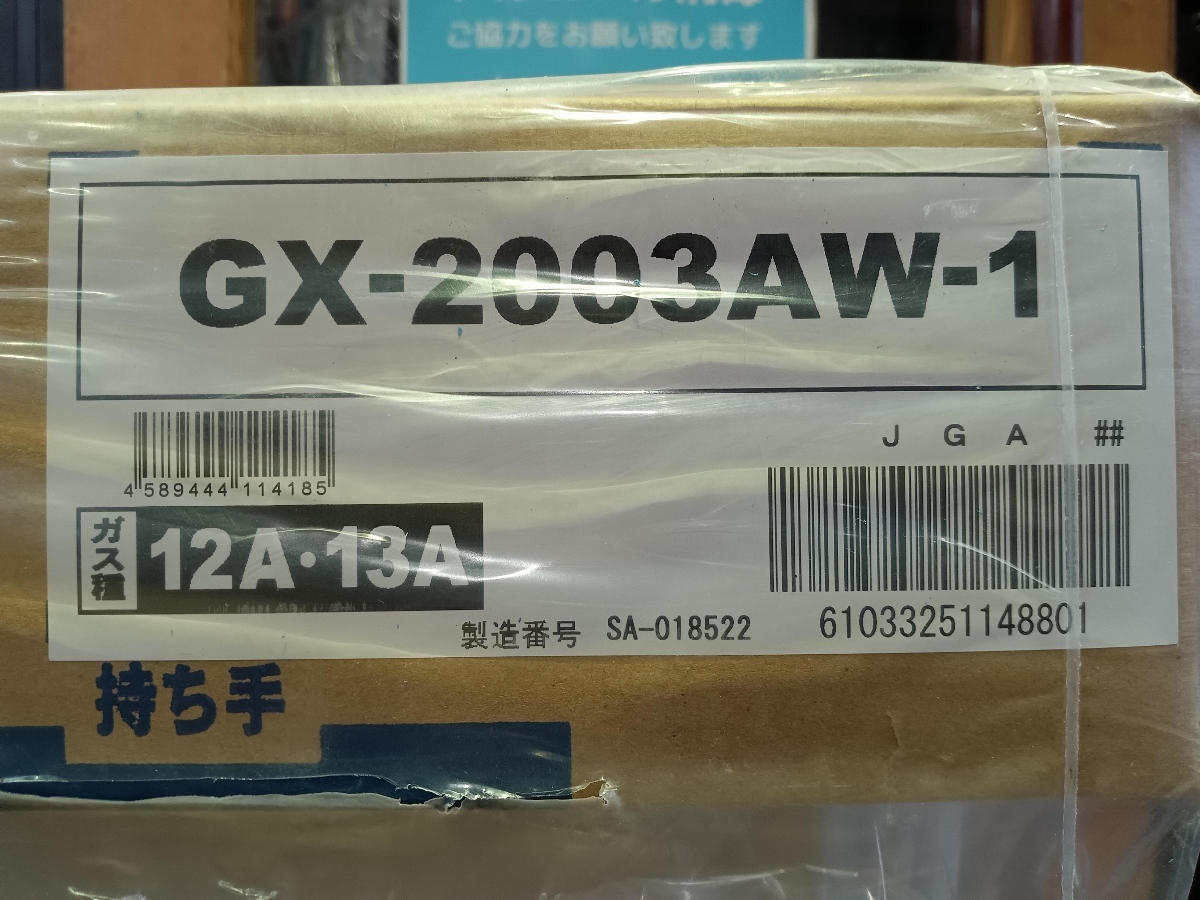 ご協力をお願い致します
GX-2003AW-1
J G A ##
4 589444 114185
ガス種
12A・13A
製造番号 SA-018522
61033251148801
持ち手